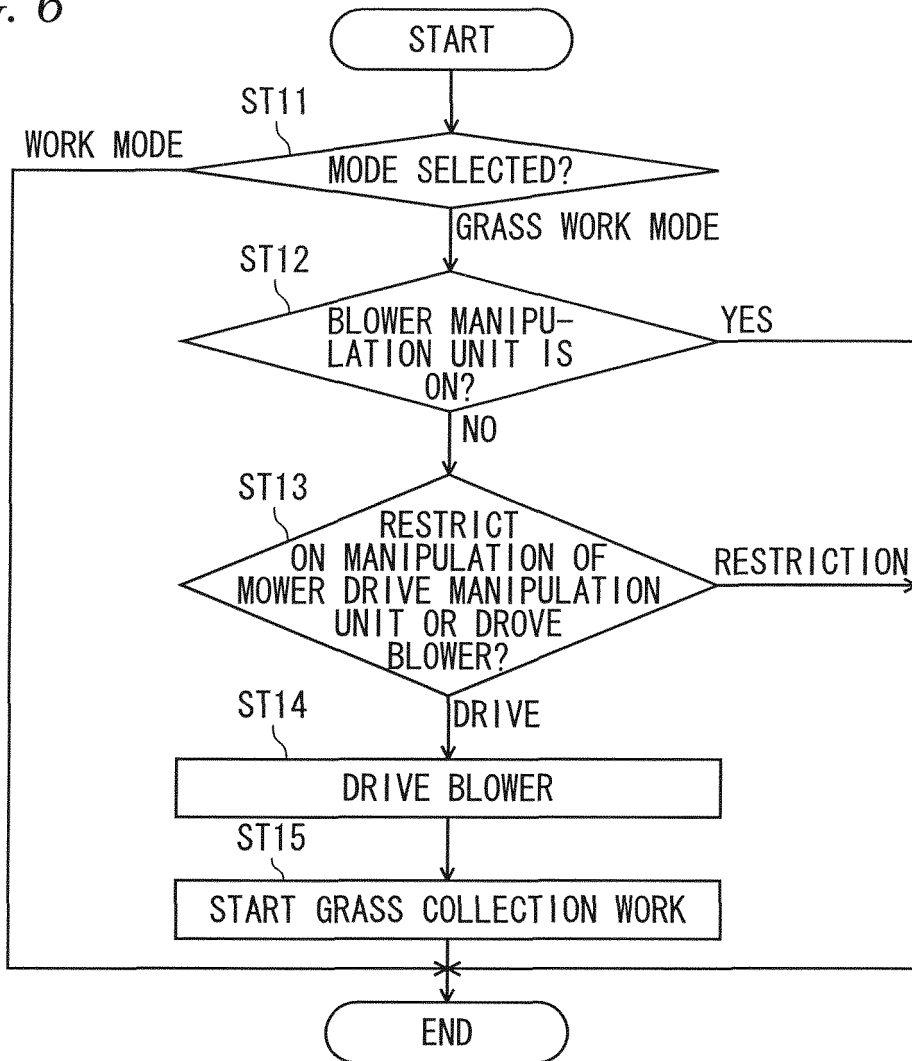 6
START
ST11
WORK MODE
MODE SELECTED?
GRASS WORK MODE
ST12
BLOWER MANIPU-
LATION UNIT IS
ON?
YES
NO
ST13
RESTRICT
ON MANIPULATION OF
MOWER DRIVE MANIPULATION
UNIT OR DROVE
BLOWER?
RESTRICTION
DRIVE
ST14
DRIVE BLOWER
ST15
START GRASS COLLECTION WORK
END